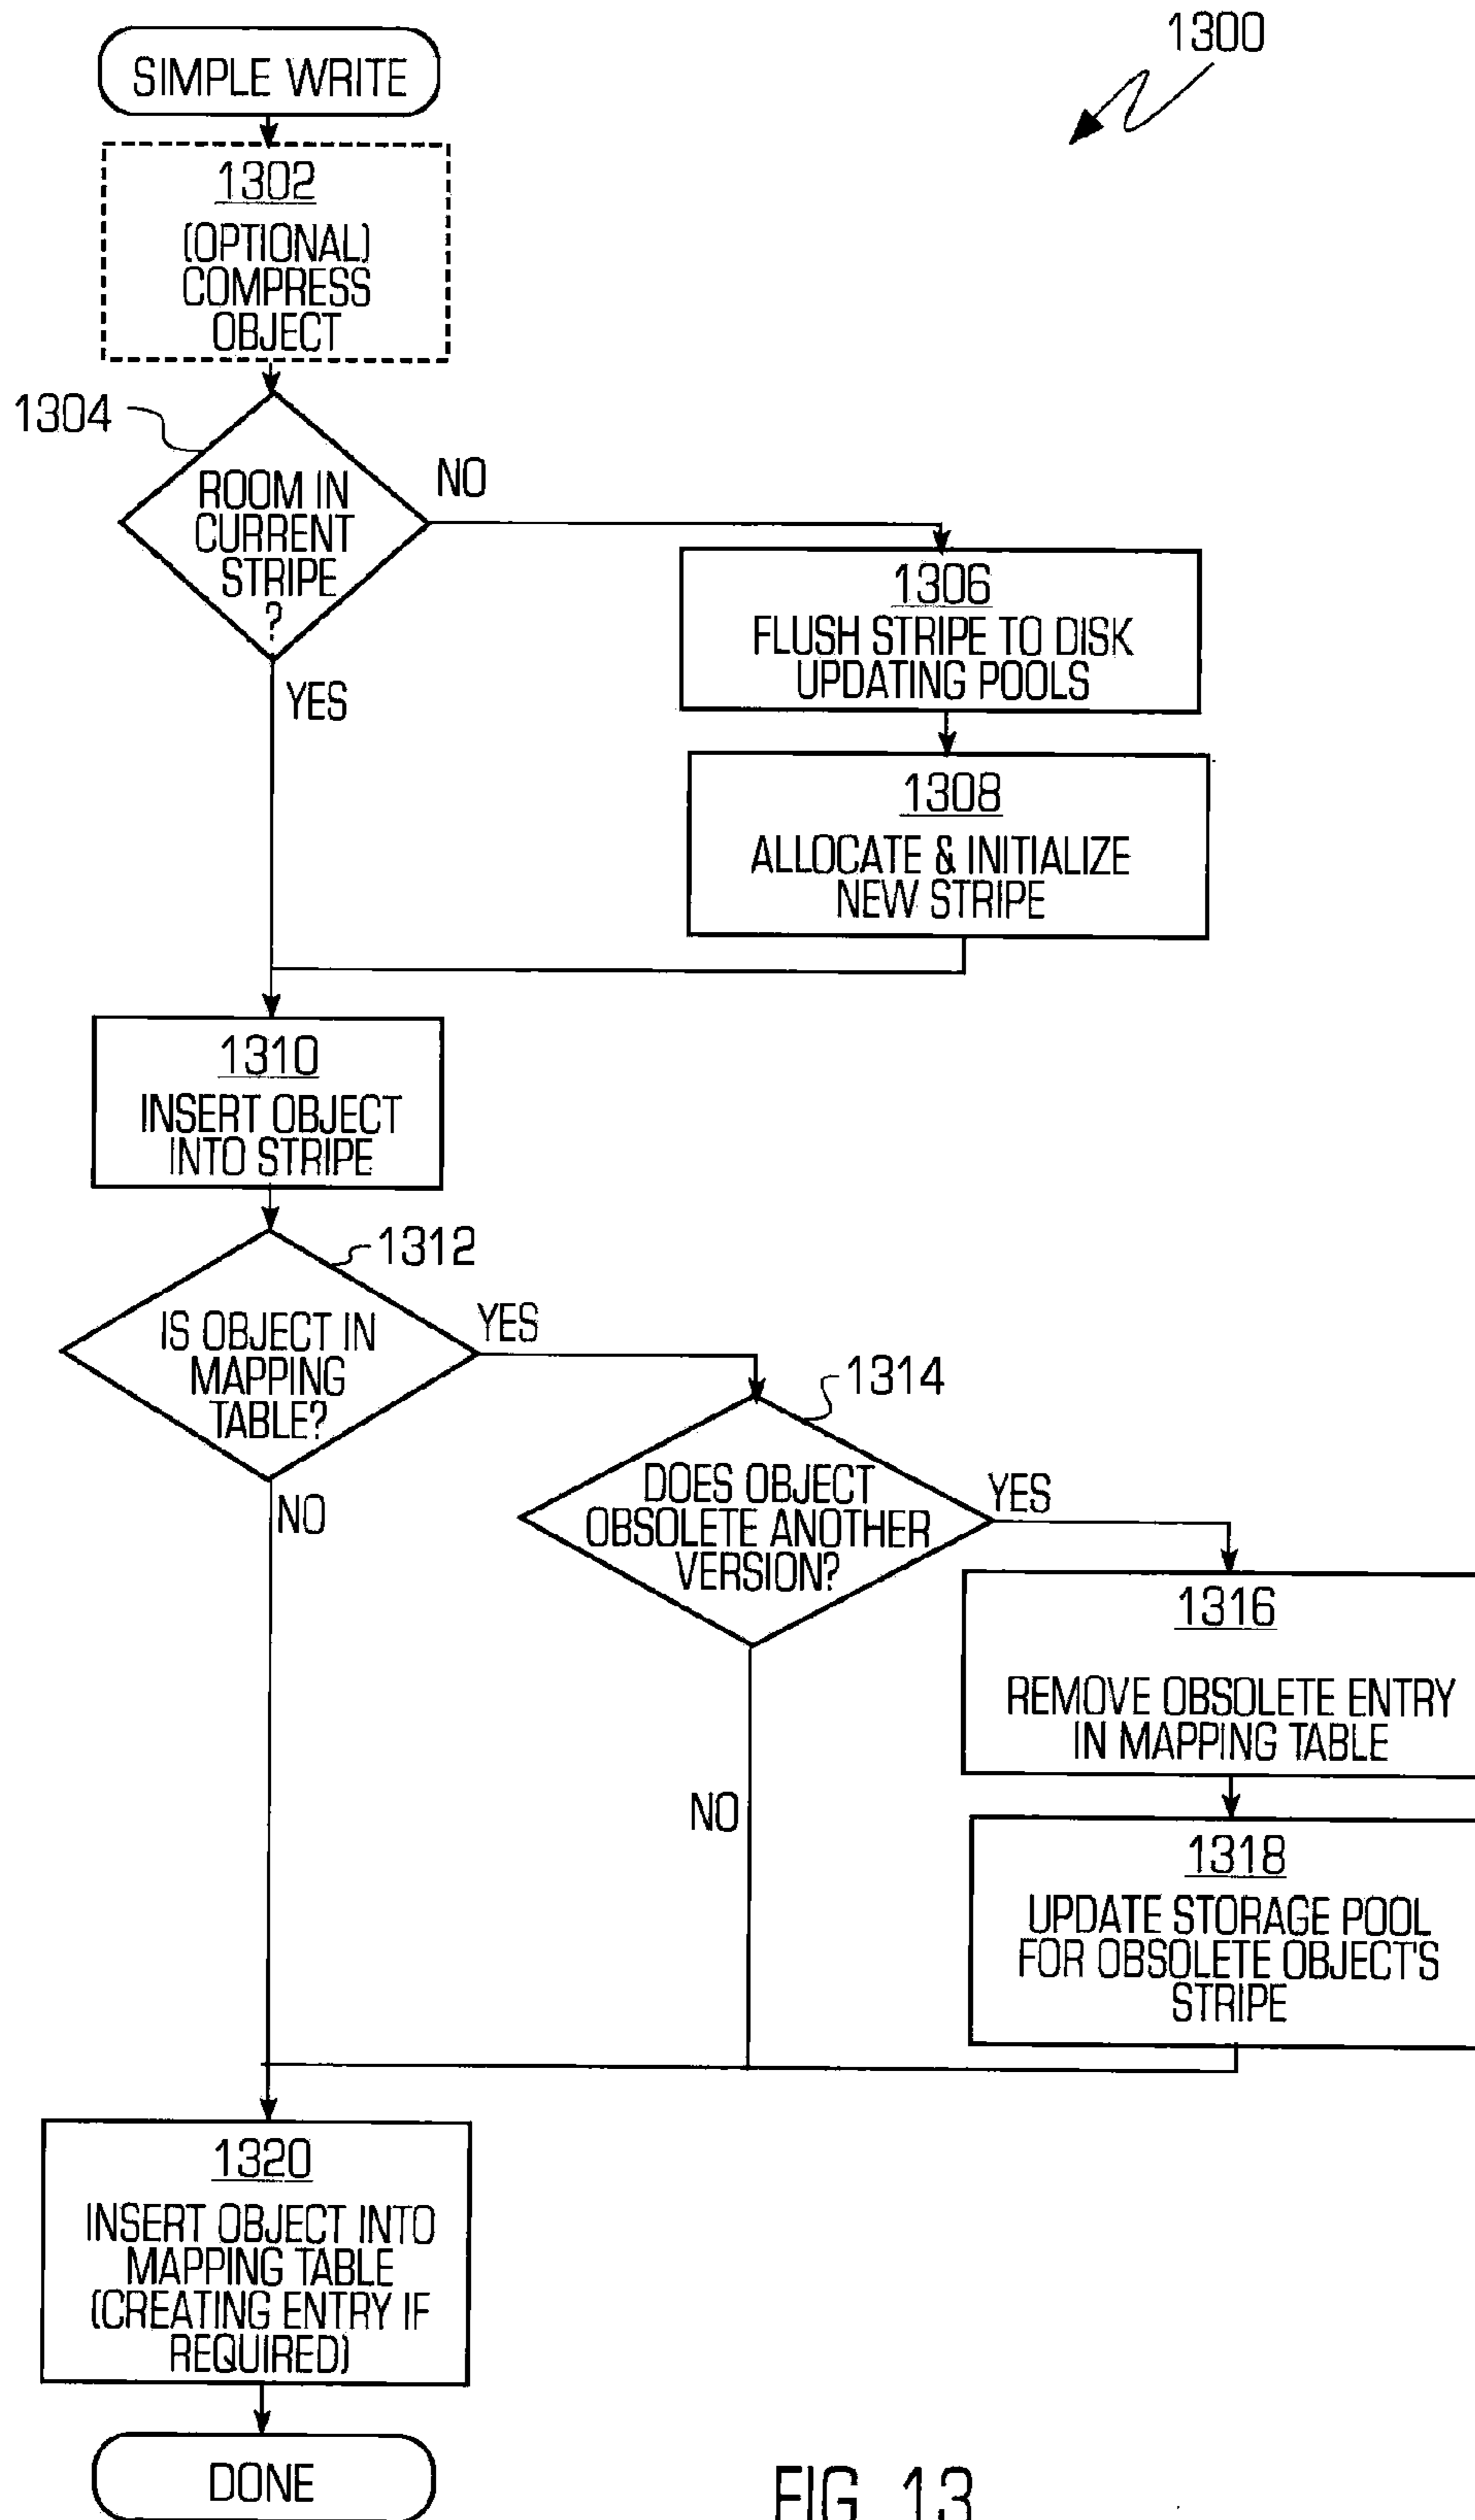 1300
SIMPLE WRITE
1302
(OPTIONAL)
COMPRESS
OBJECT
1304
ROOM IN
CURRENT
STRIPE
?
NO
YES
1306
FLUSH STRIPE TO DISK
UPDATING POOLS
1308
ALLOCATE & INITIALIZE
NEW STRIPE
1310
INSERT OBJECT
INTO STRIPE
1312
IS OBJECT IN
MAPPING
TABLE?
YES
NO
1314
DOES OBJECT
OBSOLETE ANOTHER
VERSION?
YES
NO
1316
REMOVE OBSOLETE ENTRY
IN MAPPING TABLE
1318
UPDATE STORAGE POOL
FOR OBSOLETE OBJECT'S
STRIPE
1320
INSERT OBJECT INTO
MAPPING TABLE
(CREATING ENTRY IF
REQUIRED)
DONE
FIG. 13